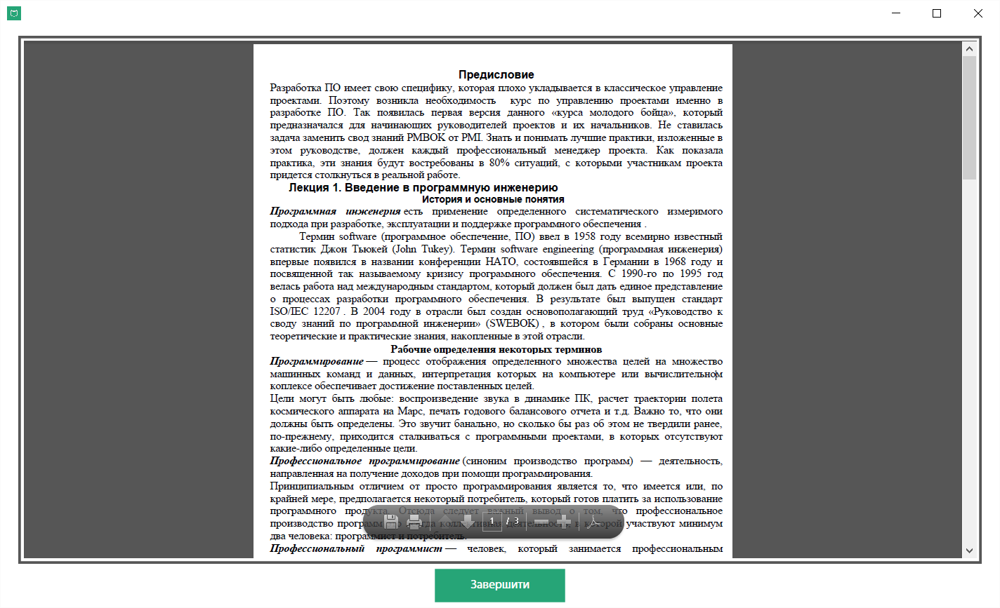 Предисловие
Разработка ПО имеет свою специфику, которая плохо укладывается в классическое управление
проектами. Поэтому возникла необходимость курс по управлению проектами именно в
разработке ПО. Так появилась первая версия данного «курса молодого бойца», который
предназначался для начинающих руководителей проектов и их начальников. Не ставилась
задача заменить свод знаний PMBOK от PMI. Знать и понимать лучшие практики, изложенные в
этом руководстве, должен каждый профессиональный менеджер проекта. Как показала
практика, эти знания будут востребованы в 80% ситуаций, с которыми участникам проекта
придется столкнуться в реальной работе.
Лекция 1. Введение в программную инженерию
История и основные понятия
Программная инженерия есть применение определенного систематического измеримого
подхода при разработке, эксплуатации и поддержке программного обеспечения .
Термин software (программное обеспечение, ПО) ввел в 1958 году всемирно известный
статистик Джон Тьюкей (John Tukey). Термин software engineering (программная инженерия)
впервые появился в названии конференции НАТО, состоявшейся в Германии в 1968 году и
посвященной так называемому кризису программного обеспечения. С 1990-го по 1995 год
велась работа над международным стандартом, который должен был дать единое представление
о процессах разработки программного обеспечения. В результате был выпущен стандарт
ISO/IEC 12207 . В 2004 году в отрасли был создан основополагающий труд «Руководство к
своду знаний по программной инженерии» (SWEBOK) , в котором были собраны основные
теоретические и практические знания, накопленные в этой отрасли.
Рабочие определения некоторых терминов
Программирование — процесс отображения определенного множества целей на множество
машинных команд и данных, интерпретация которых на компьютере или вычислительном
коплексе обеспечивает достижение поставленных целей.
Цели могут быть любые: воспроизведение звука в динамике ПК, расчет траектории полета
космического аппарата на Марс, печать годового балансового отчета и т.д. Важно то, что они
должны быть определены. Это звучит банально, но сколько бы раз об этом не твердили ранее,
по-прежнему, приходится сталкиваться с программными проектами, в которых отсутствуют
какие-либо определенные цели.
Профессиональное программирование (синоним производство программ) — деятельность,
направленная на получение доходов при помощи программирования.
Принципиальным отличием от просто программирования является то, что имеется или, по
крайней мере, предполагается некоторый потребитель, который готов платить за использование
программного продукта. Отсюда следует важный вывод о том, что профессиональное
производство программ это всегда коллективная деятельность, в которой участвуют минимум
два человека: программист и потребитель.
Профессиональный программист — человек, который занимается профессиональным
1 / 3
Завершити